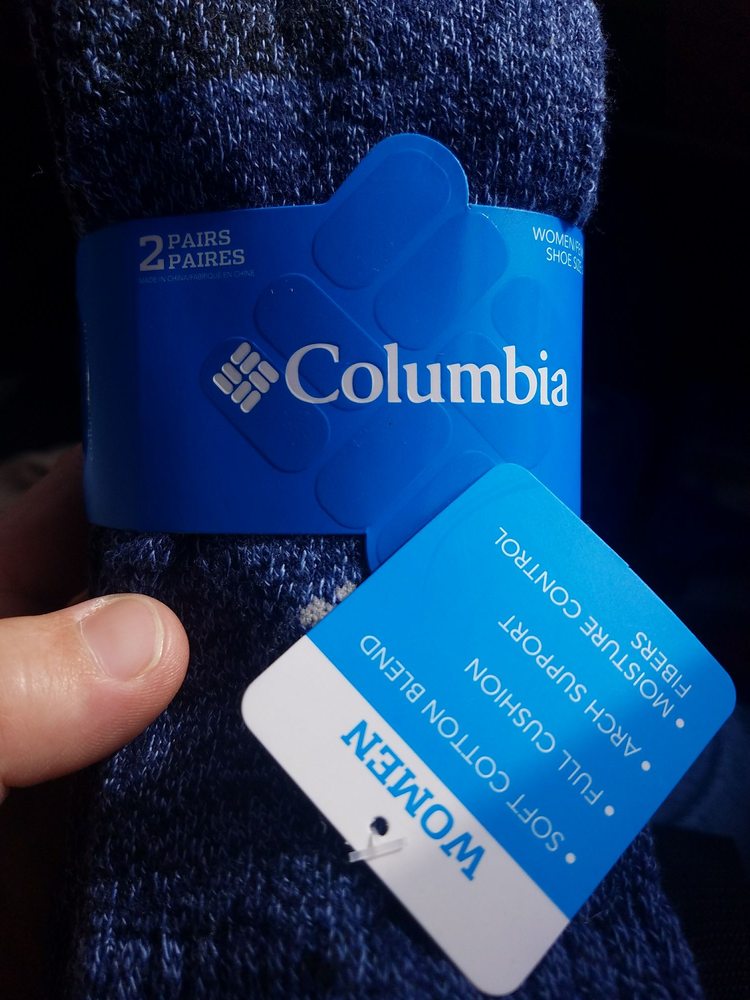 2 PAIRS
PAIRES
MADE IN CHINA/FABRIQUÉ EN CHINE
WOMEN
SHOE SIZE
Columbia
WOMEN
• SOFT COTTON BLEND
• FULL CUSHION
• ARCH SUPPORT
• MOISTURE CONTROL
FIBERS